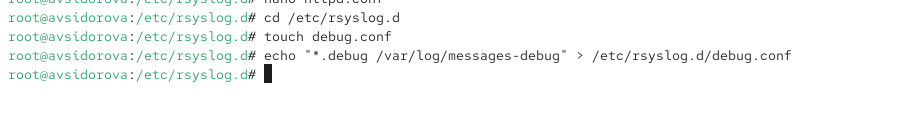 root@avsidorova:/etc/rsyslog.d# nano httpd.conf
root@avsidorova:/etc/rsyslog.d# cd /etc/rsyslog.d
root@avsidorova:/etc/rsyslog.d# touch debug.conf
root@avsidorova:/etc/rsyslog.d# echo "*.debug /var/log/messages-debug" > /etc/rsyslog.d/debug.conf
root@avsidorova:/etc/rsyslog.d#